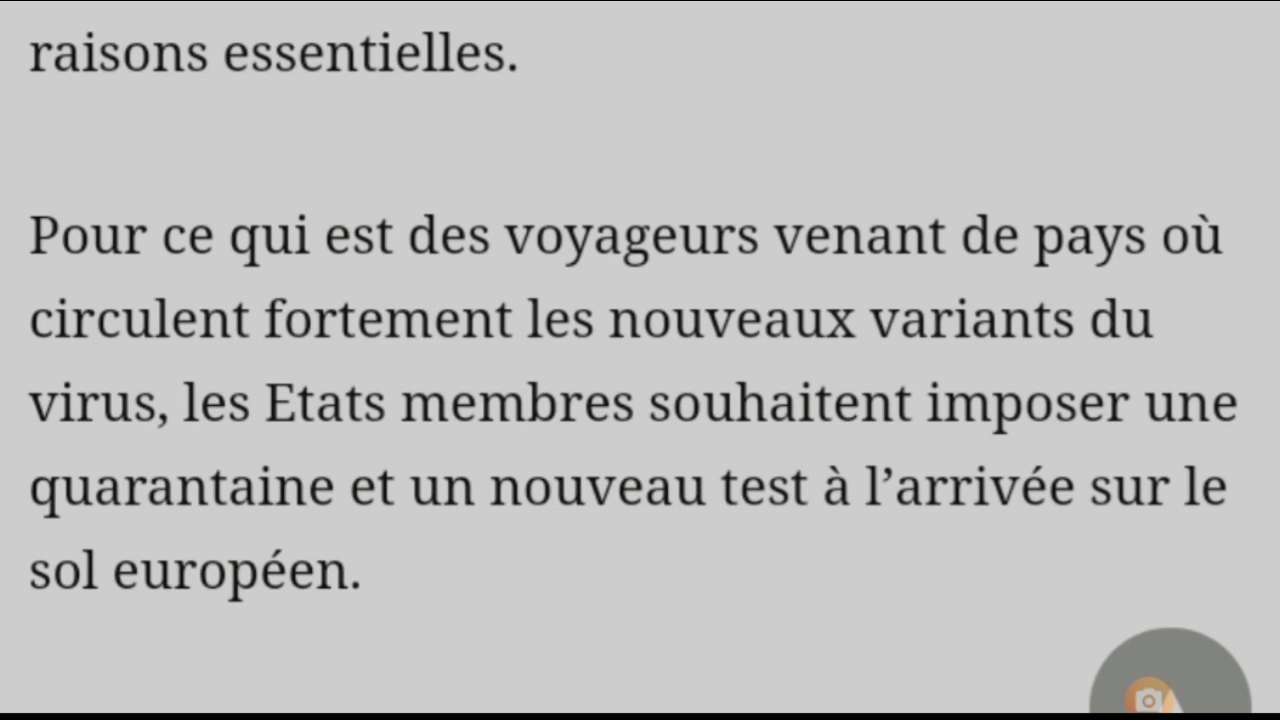 raisons essentielles.
Pour ce qui est des voyageurs venant de pays où
circulent fortement les nouveaux variants du
virus, les Etats membres souhaitent imposer une
quarantaine et un nouveau test à l’arrivée sur le
sol européen.